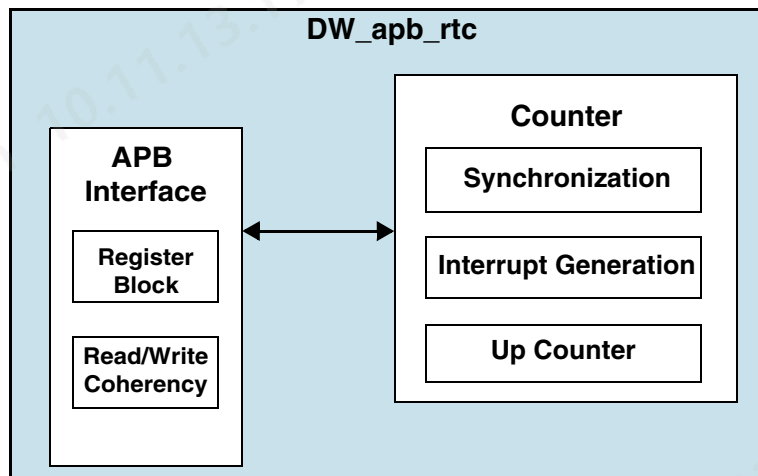 DW_apb_rtc
APB
Interface
Register
Block
Read/Write
Coherency
Counter
Synchronization
Interrupt Generation
Up Counter